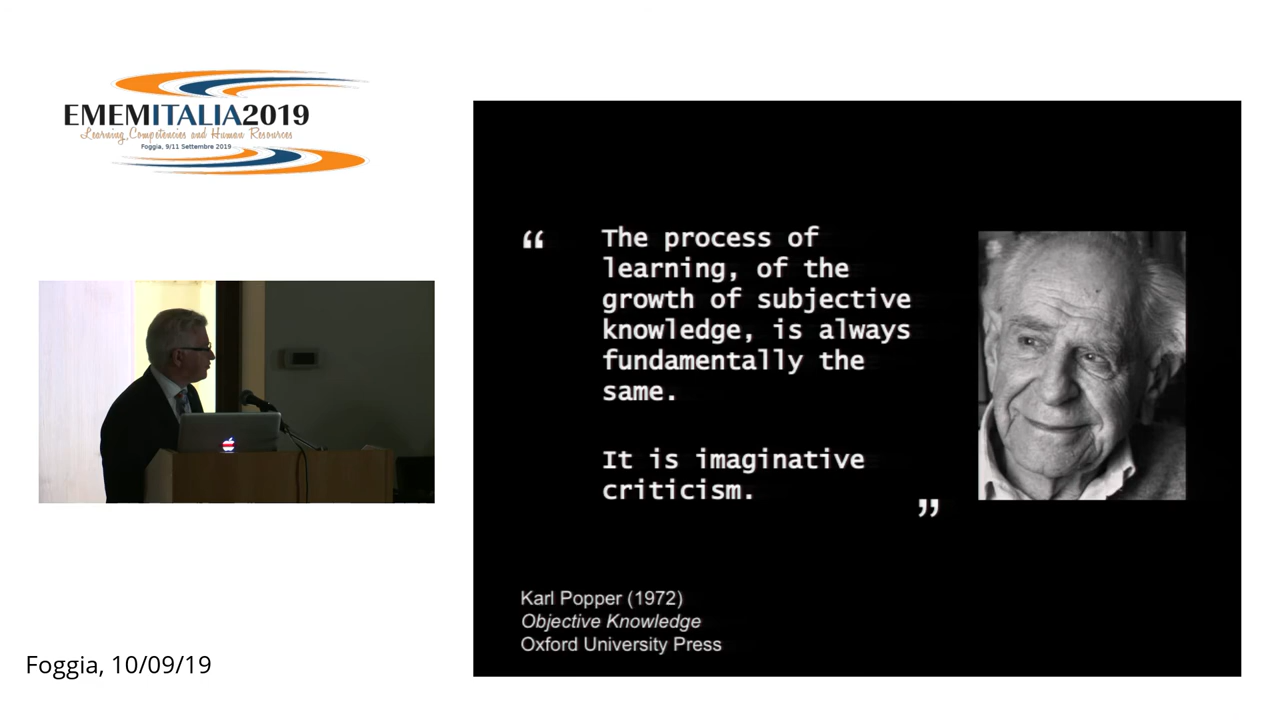 EMEMITALIA2019
Learning, Competencies and Human Resources
Foggia, 9/11 Settembre 2019
“
The process of
learning, of the
growth of subjective
knowledge, is always
fundamentally the
same.
It is imaginative
criticism.
”
Karl Popper (1972)
Objective Knowledge
Oxford University Press
Foggia, 10/09/19